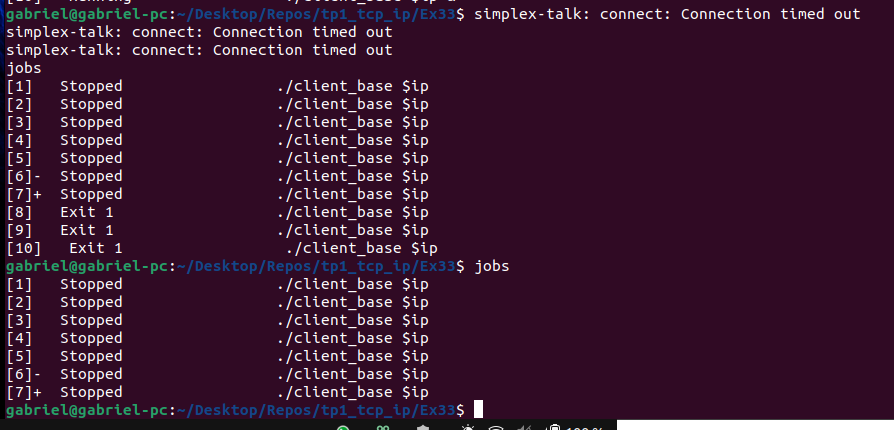 gabriel@gabriel-pc:~/Desktop/Repos/tp1_tcp_ip/Ex33$ simplex-talk: connect: Connection timed out
simplex-talk: connect: Connection timed out
simplex-talk: connect: Connection timed out
jobs
[1]   Stopped                 ./client_base $ip
[2]   Stopped                 ./client_base $ip
[3]   Stopped                 ./client_base $ip
[4]   Stopped                 ./client_base $ip
[5]   Stopped                 ./client_base $ip
[6]-  Stopped                 ./client_base $ip
[7]+  Stopped                 ./client_base $ip
[8]   Exit 1                  ./client_base $ip
[9]   Exit 1                  ./client_base $ip
[10]   Exit 1                  ./client_base $ip
gabriel@gabriel-pc:~/Desktop/Repos/tp1_tcp_ip/Ex33$ jobs
[1]   Stopped                 ./client_base $ip
[2]   Stopped                 ./client_base $ip
[3]   Stopped                 ./client_base $ip
[4]   Stopped                 ./client_base $ip
[5]   Stopped                 ./client_base $ip
[6]-  Stopped                 ./client_base $ip
[7]+  Stopped                 ./client_base $ip
gabriel@gabriel-pc:~/Desktop/Repos/tp1_tcp_ip/Ex33$